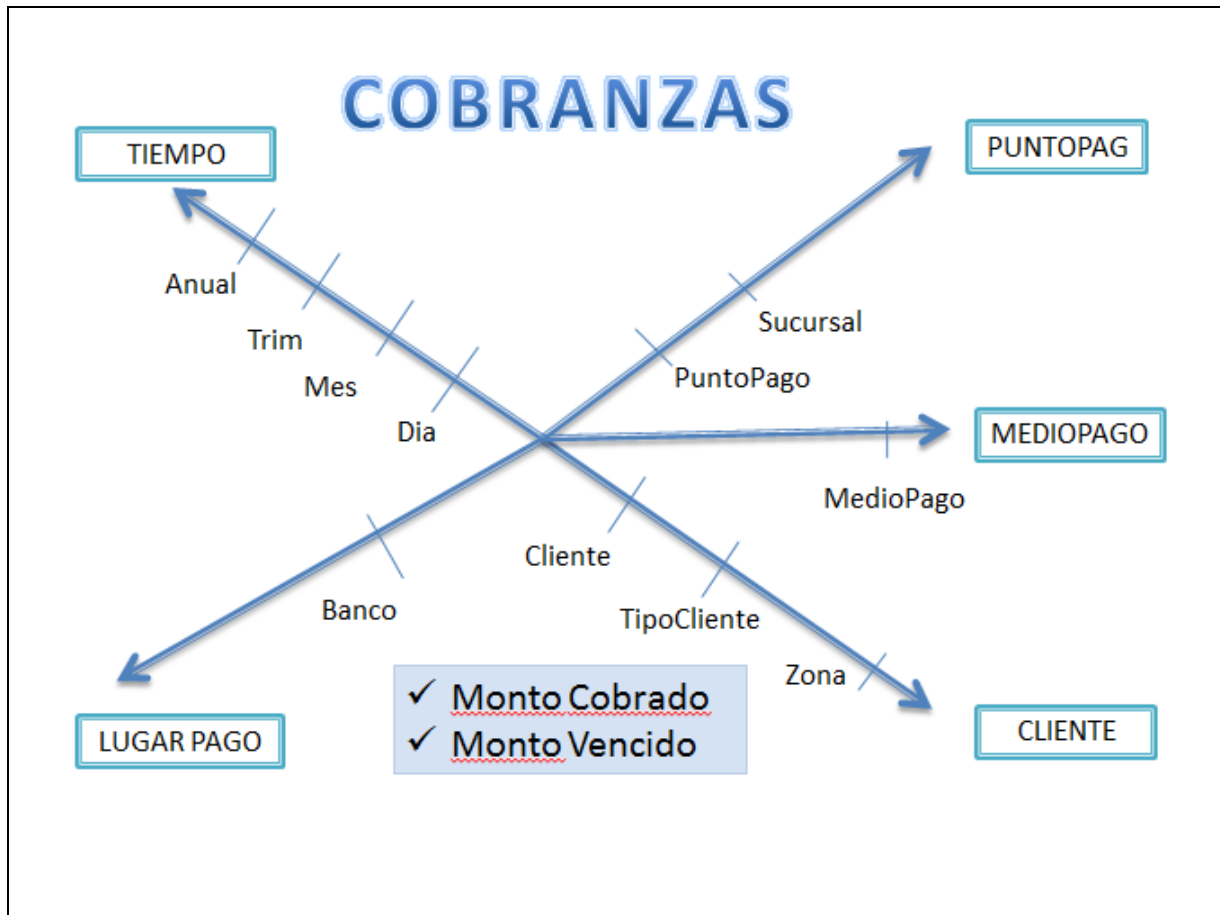 COBRANZAS
TIEMPO
PUNTOPAG
Anual
Trim
Mes
Dia
Sucursal
PuntoPago
MEDIOPAGO
MedioPago
Cliente
TipoCliente
Zona
Banco
✓ Monto Cobrado
✓ Monto Vencido
LUGAR PAGO
CLIENTE